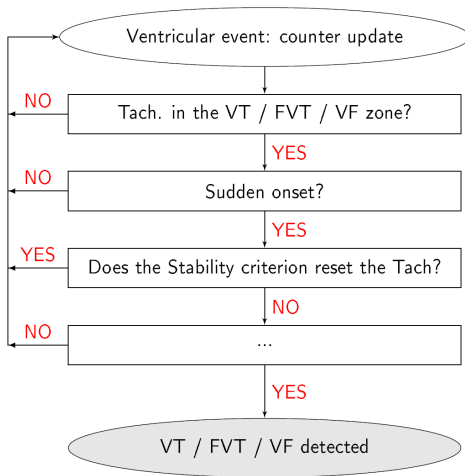 Ventricular event: counter update
NO
Tach. in the VT / FVT / VF zone?
YES
NO
Sudden onset?
YES
YES
Does the Stability criterion reset the Tach?
NO
NO
...
YES
VT / FVT / VF detected